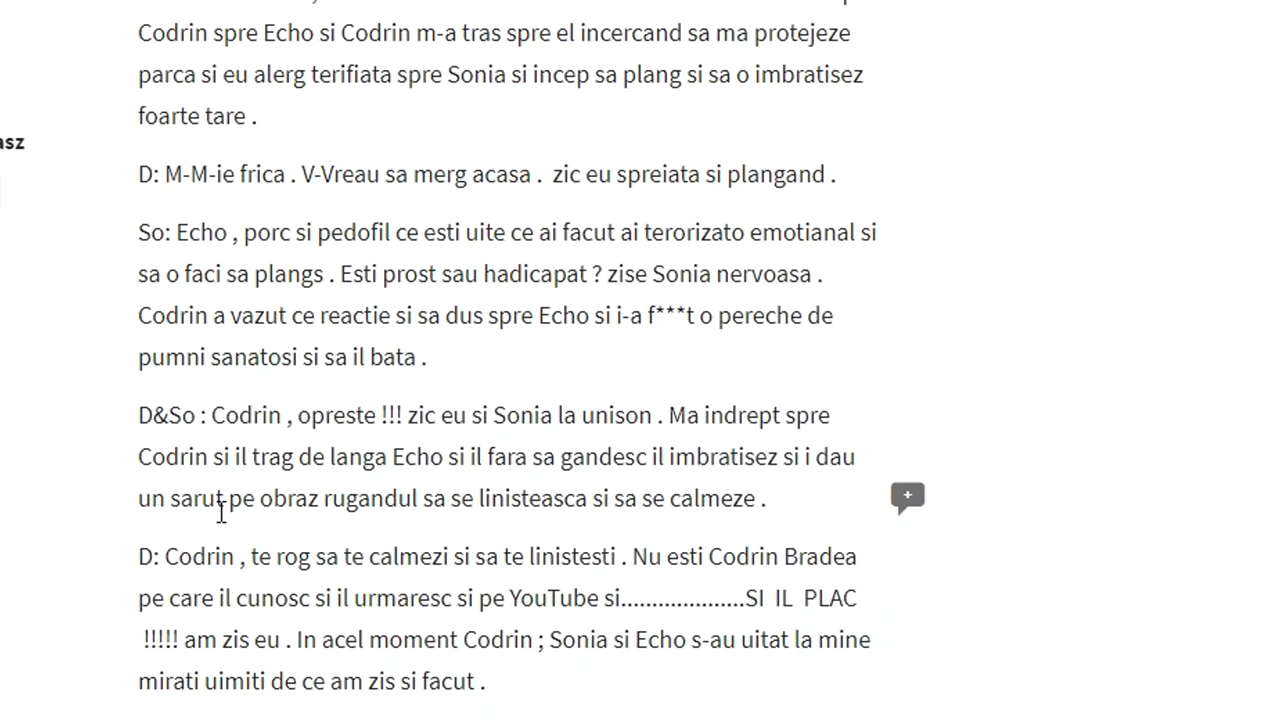 Codrin spre Echo si Codrin m-a tras spre el incercand sa ma protejeze
parca si eu alerg terifiata spre Sonia si incep sa plang si sa o imbratisez
foarte tare .
asz
D: M-M-ie frica . V-Vreau sa merg acasa .  zic eu spreiata si plangand .
So: Echo , porc si pedofil ce esti uite ce ai facut ai terorizato emotianal si
sa o faci sa plangs . Esti prost sau hadicapat ? zise Sonia nervoasa .
Codrin a vazut ce reactie si sa dus spre Echo si i-a f***t o pereche de
pumni sanatosi si sa il bata .
D&So : Codrin , opreste !!! zic eu si Sonia la unison . Ma indrept spre
Codrin si il trag de langa Echo si il fara sa gandesc il imbratisez si i dau
un sarut pe obraz rugandul sa se linisteasca si sa se calmeze .
D: Codrin , te rog sa te calmezi si sa te linistesti . Nu esti Codrin Bradea
pe care il cunosc si il urmaresc si pe YouTube si....................SI  IL  PLAC
!!!!! am zis eu . In acel moment Codrin ; Sonia si Echo s-au uitat la mine
mirati uimiti de ce am zis si facut .